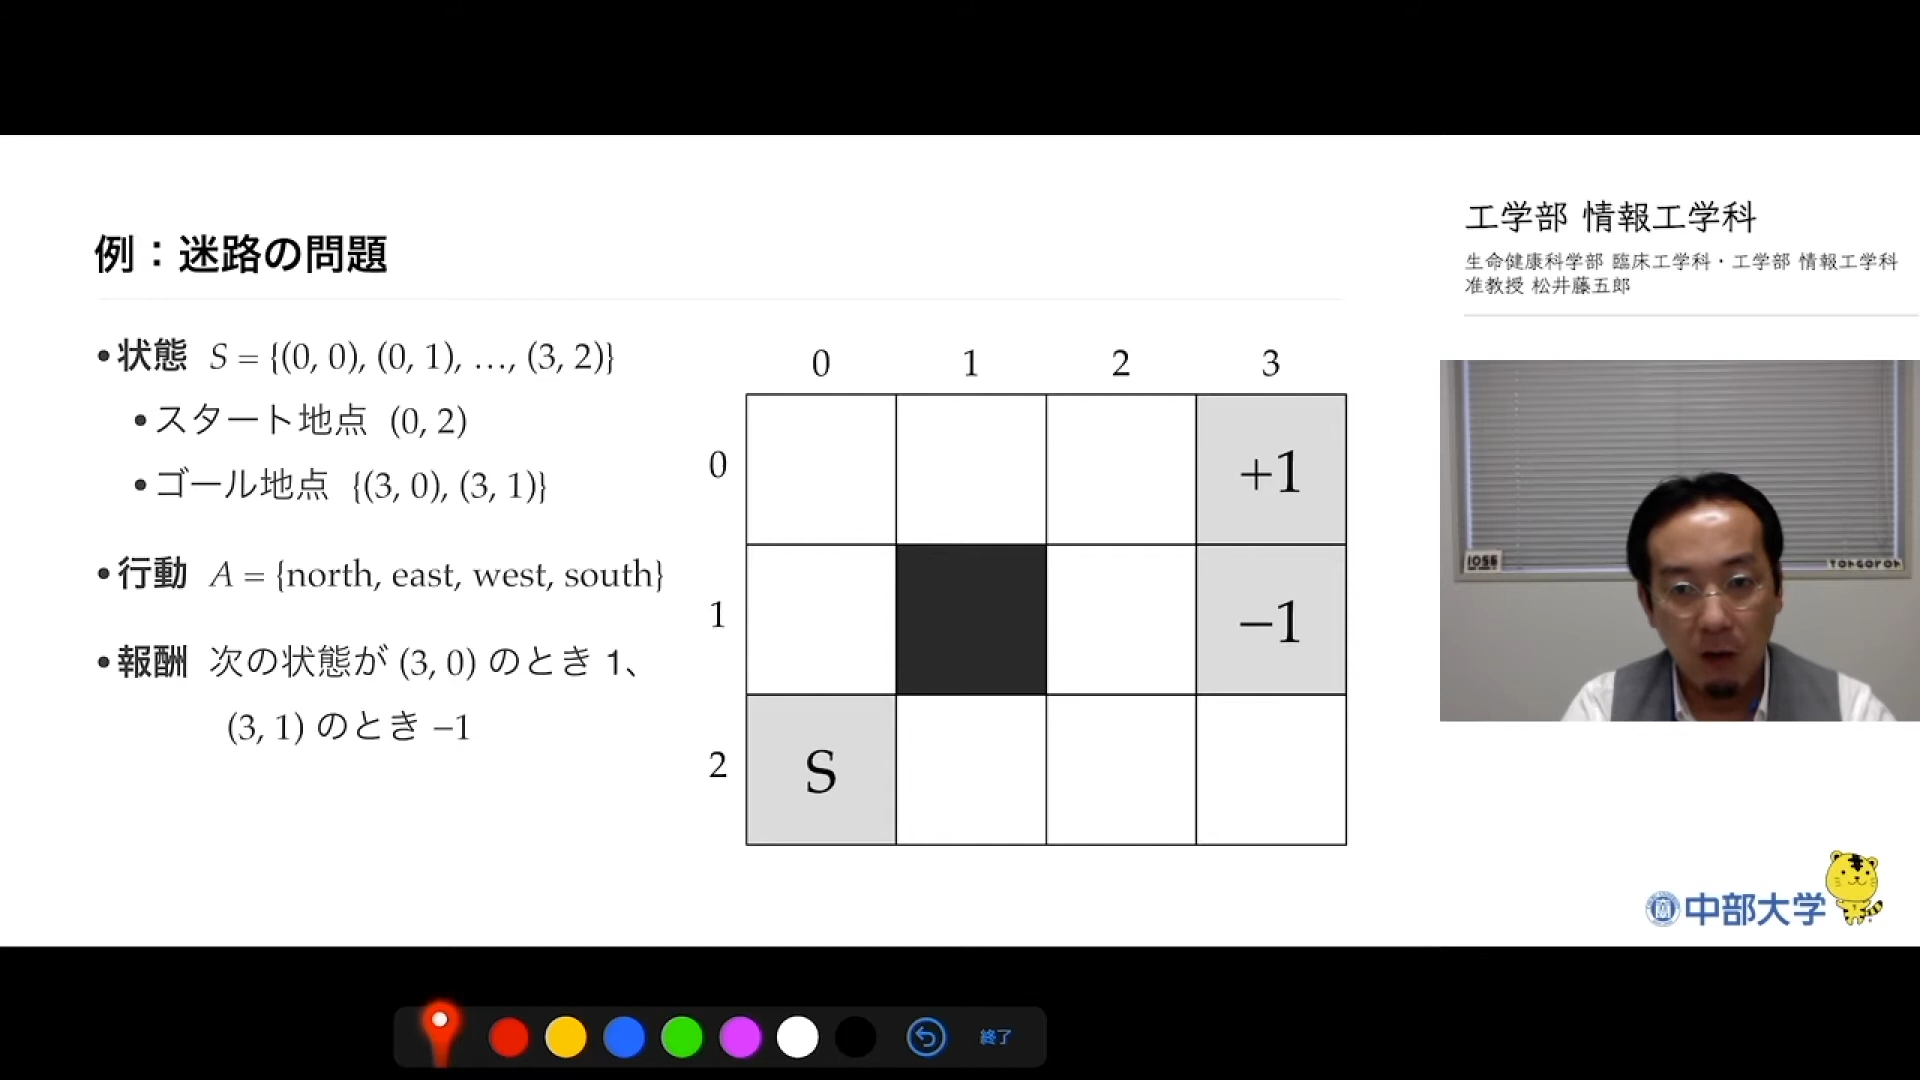 例：迷路の問題
•状態 S = {(0, 0), (0, 1), …, (3, 2)}
•スタート地点 (0, 2)
•ゴール地点 {(3, 0), (3, 1)}
•行動 A = {north, east, west, south}
•報酬 次の状態が (3, 0) のとき 1、
(3, 1) のとき −1
0 1 2 3
0 +1
1 −1
2 S
工学部 情報工学科
生命健康科学部 臨床工学科・工学部 情報工学科
准教授 松井藤五郎
中部大学
終了